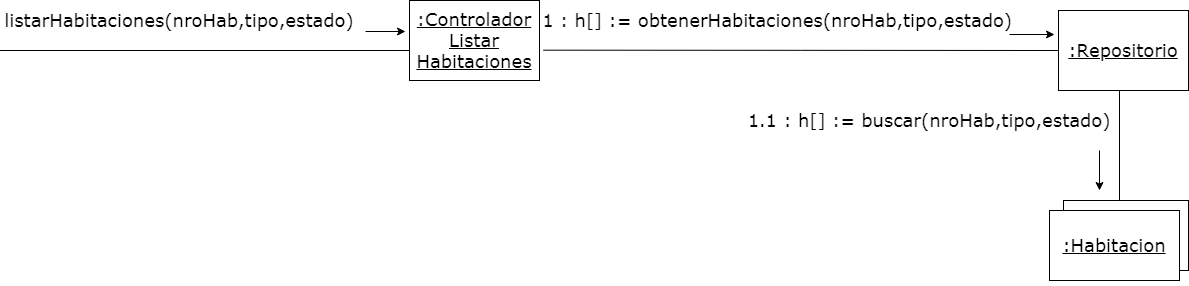 listarHabitaciones(nroHab,tipo,estado)
:Controlador
Listar
Habitaciones
1 : h[] := obtenerHabitaciones(nroHab,tipo,estado)
:Repositorio
1.1 : h[] := buscar(nroHab,tipo,estado)
:Habitacion